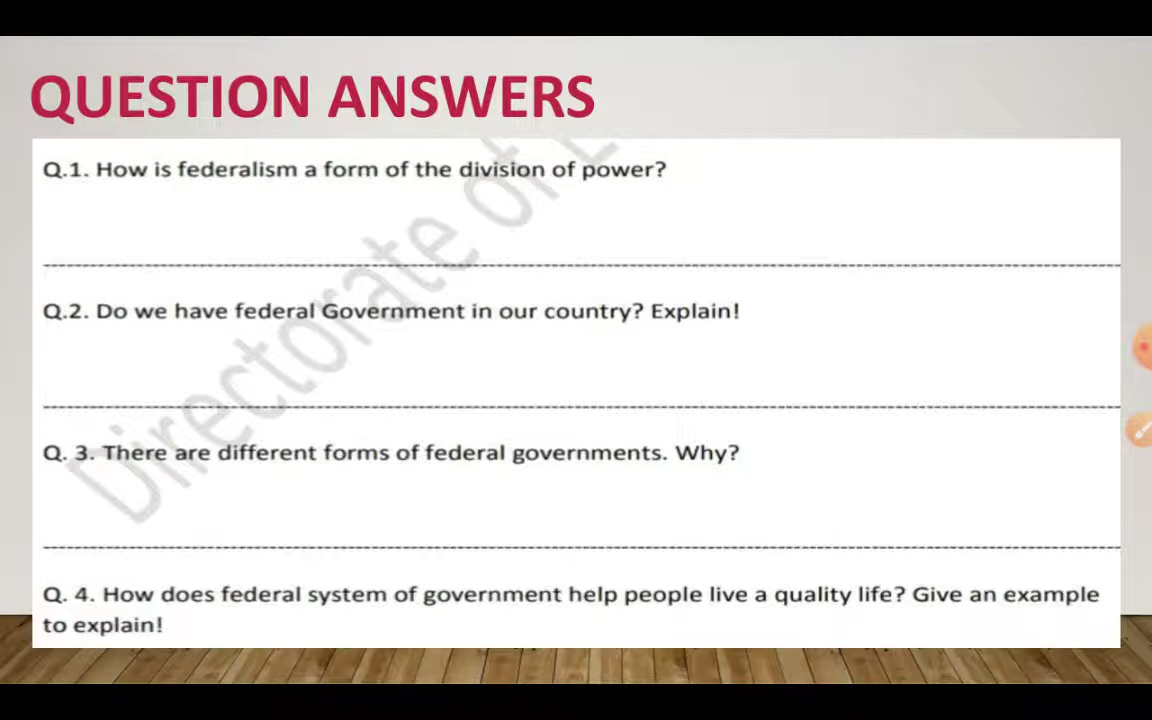 QUESTION ANSWERS
Q.1. How is federalism a form of the division of power?
Q.2. Do we have federal Government in our country? Explain!
Q. 3. There are different forms of federal governments. Why?
Q. 4. How does federal system of government help people live a quality life? Give an example
to explain!
Directorate of